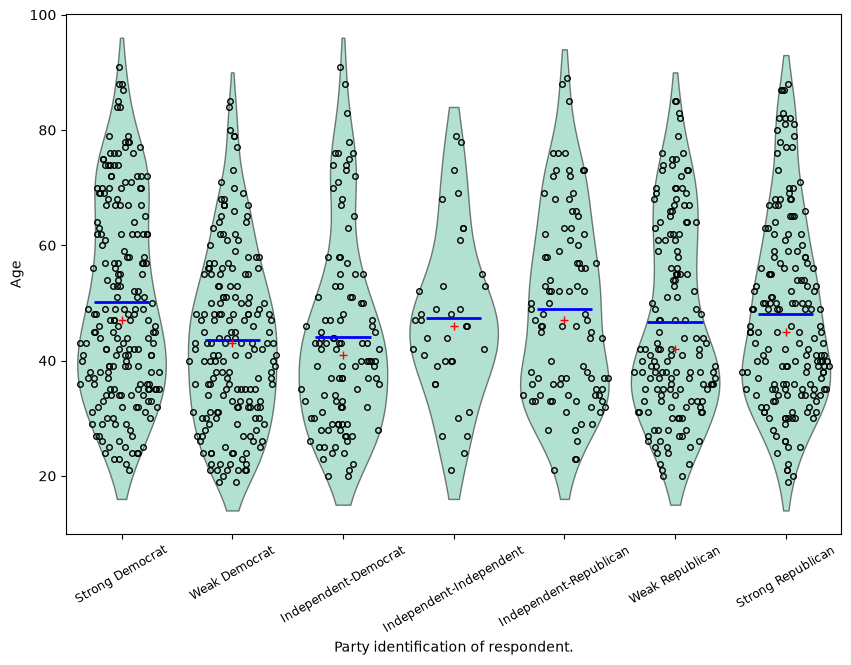 100
80
60
40
20
Age
Strong Democrat
Weak Democrat
Independent-Democrat
Independent-Independent
Independent-Republican
Weak Republican
Strong Republican
Party identification of respondent.